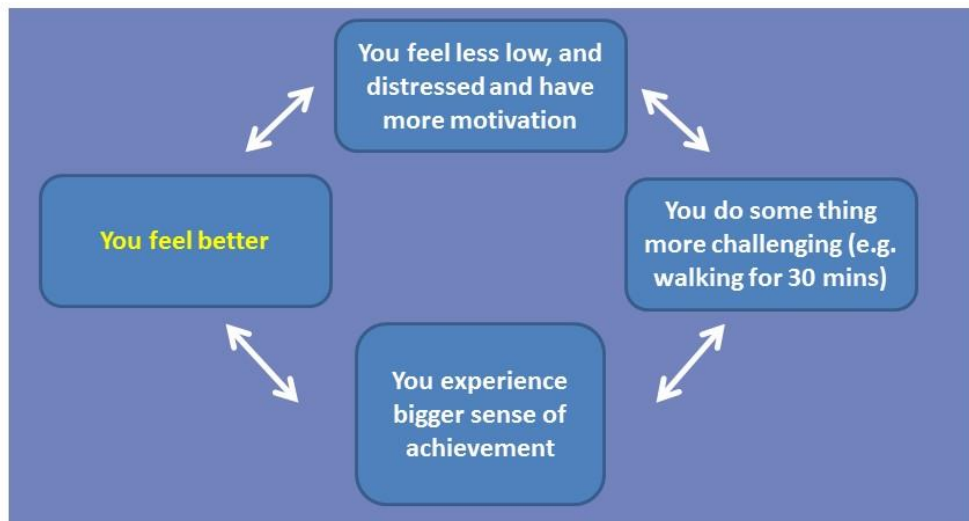 You feel less low, and
distressed and have
more motivation
You feel better
You do some thing
more challenging (e.g.
walking for 30 mins)
You experience
bigger sense of
achievement